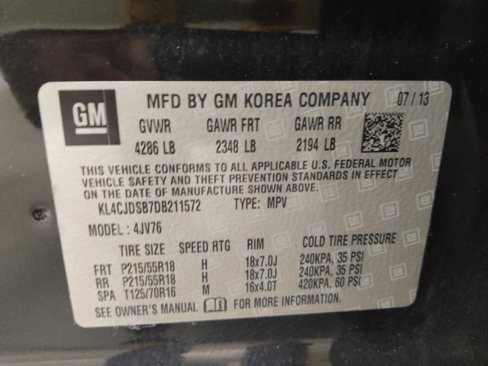 GM MFD BY GM KOREA COMPANY 07/13
GVWR GAWR FRT GAWR RR
4286 LB 2348 LB 2194 LB
THIS VEHICLE CONFORMS TO ALL APPLICABLE U.S. FEDERAL MOTOR
VEHICLE SAFETY AND THEFT PREVENTION STANDARDS IN EFFECT
ON THE DATE OF MANUFACTURE SHOWN ABOVE.
KL4CJDSB7DB211572 TYPE: MPV
MODEL : 4JV76
TIRE SIZE SPEED RTG RIM COLD TIRE PRESSURE
FRT P215/55R18 H 18x7.0J 240KPA, 35 PSI
RR P215/55R18 H 18x7.0J 240KPA, 35 PSI
SPA T125/70R16 M 16x4.0T 420KPA, 60 PSI
SEE OWNER'S MANUAL FOR MORE INFORMATION